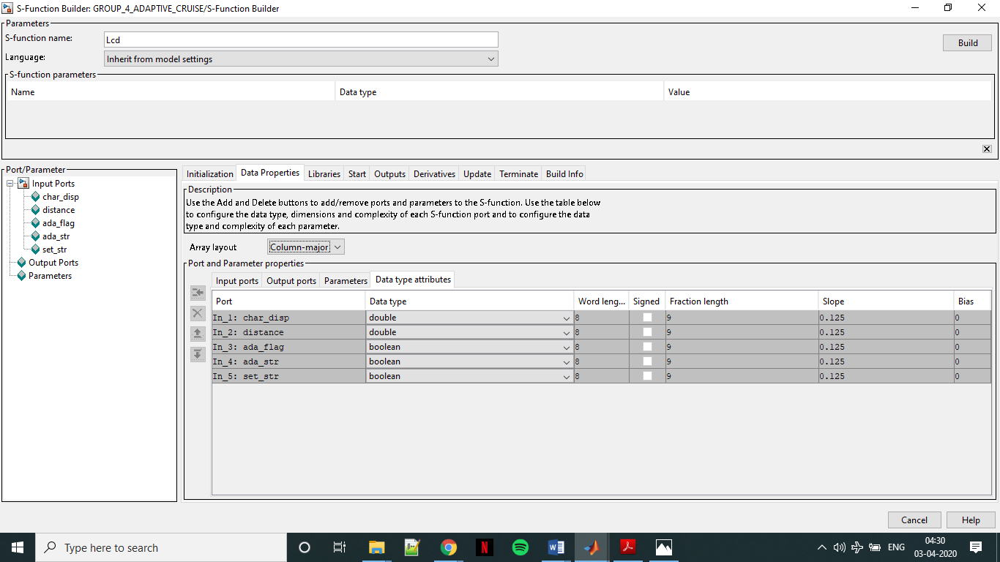 S-Function Builder: GROUP_4_ADAPTIVE_CRUISE/S-Function Builder
Parameters
S-function name: Lcd
Build
Language: Inherit from model settings
S-function parameters
Name Data type Value
Port/Parameter
Input Ports
char_disp
distance
ada_flag
ada_str
set_str
Output Ports
Parameters
Initialization Data Properties Libraries Start Outputs Derivatives Update Terminate Build Info
Description
Use the Add and Delete buttons to add/remove ports and parameters to the S-function. Use the table below
to configure the data type, dimensions and complexity of each S-function port and to configure the data
type and complexity of each parameter.
Array layout Column-major
Port and Parameter properties
Input ports Output ports Parameters Data type attributes
Port Data type Word leng... Signed Fraction length Slope Bias
In_1: char_disp double 8 9 0.125 0
In_2: distance double 8 9 0.125 0
In_3: ada_flag boolean 8 9 0.125 0
In_4: ada_str boolean 8 9 0.125 0
In_5: set_str boolean 8 9 0.125 0
Cancel Help
Type here to search
ENG
04:30
03-04-2020